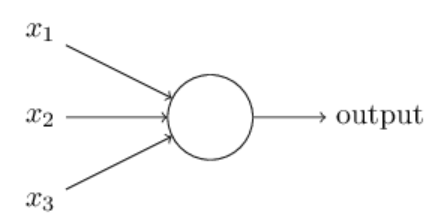 x₁
x₂
output
x₃